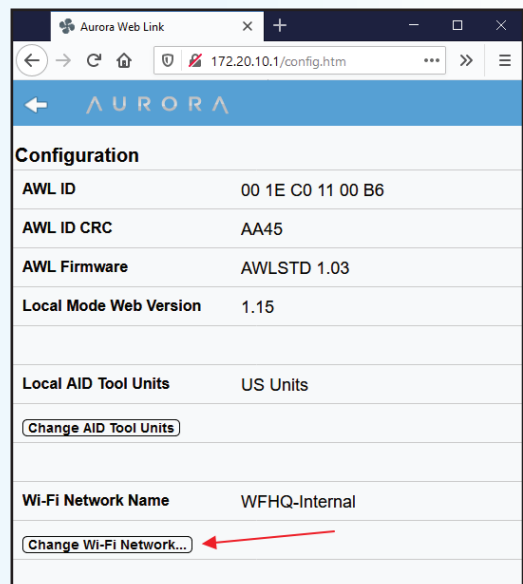 Aurora Web Link
172.20.10.1/config.htm
AURORA
Configuration
AWL ID 00 1E C0 11 00 B6
AWL ID CRC AA45
AWL Firmware AWLSTD 1.03
Local Mode Web Version 1.15
Local AID Tool Units US Units
Change AID Tool Units
Wi-Fi Network Name WFHQ-Internal
Change Wi-Fi Network...